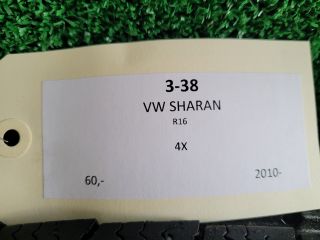 3-38
VW SHARAN
R16
4X
60,- 2010-